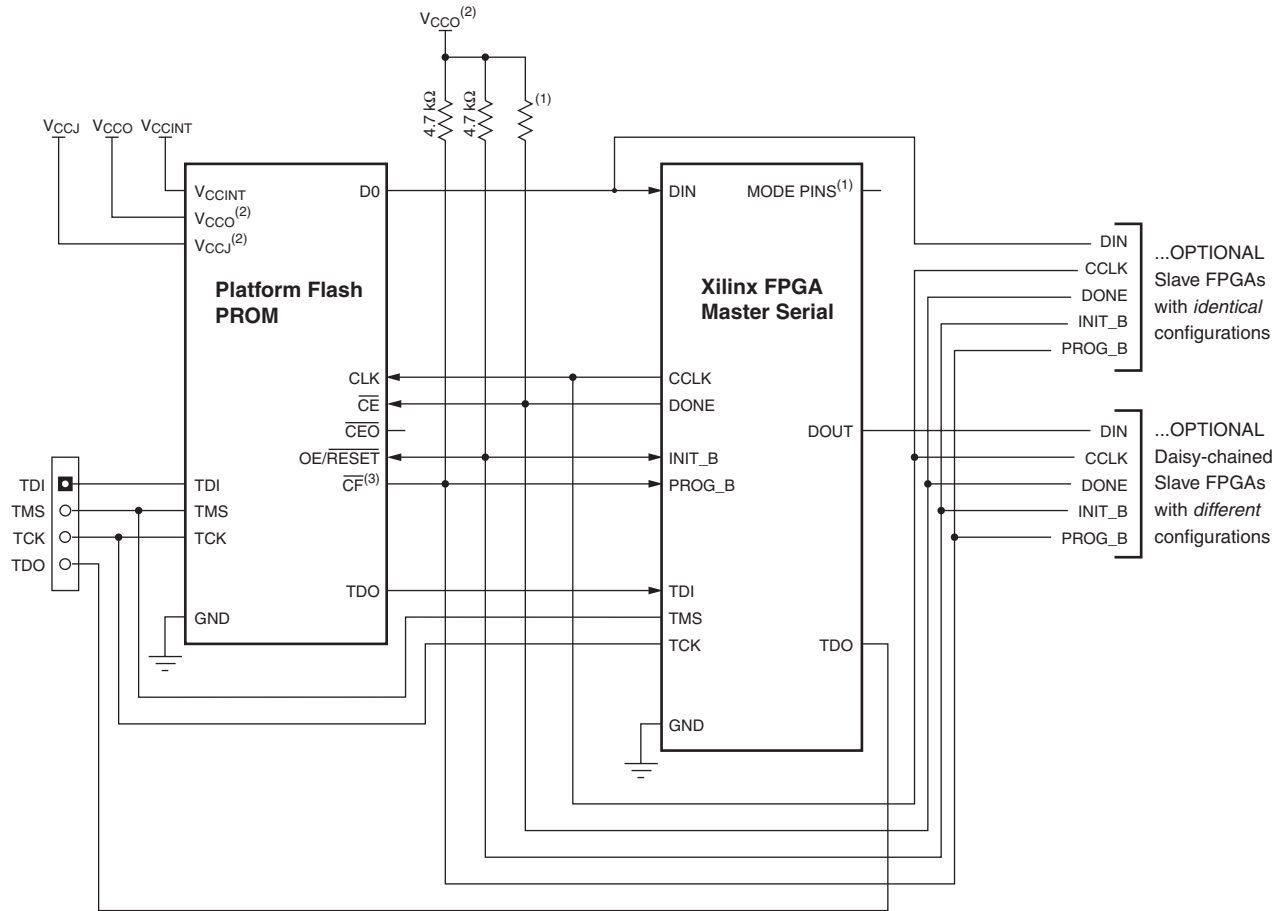 VCCO(2)
4.7 kΩ
4.7 kΩ
(1)
VCCJ VCCO VCCINT
VCCINT
VCCO(2)
VCCJ(2)
D0
Platform Flash
PROM
CLK
CE
CEO
OE/RESET
CF(3)
TDI
TMS
TCK
TDO
GND
TDI
TMS
TCK
TDO
DIN
MODE PINS(1)
Xilinx FPGA
Master Serial
CCLK
DONE
DOUT
INIT_B
PROG_B
TDI
TMS
TCK
TDO
GND
DIN
CCLK
DONE
INIT_B
PROG_B
...OPTIONAL
Slave FPGAs
with identical
configurations
DIN
CCLK
DONE
INIT_B
PROG_B
...OPTIONAL
Daisy-chained
Slave FPGAs
with different
configurations